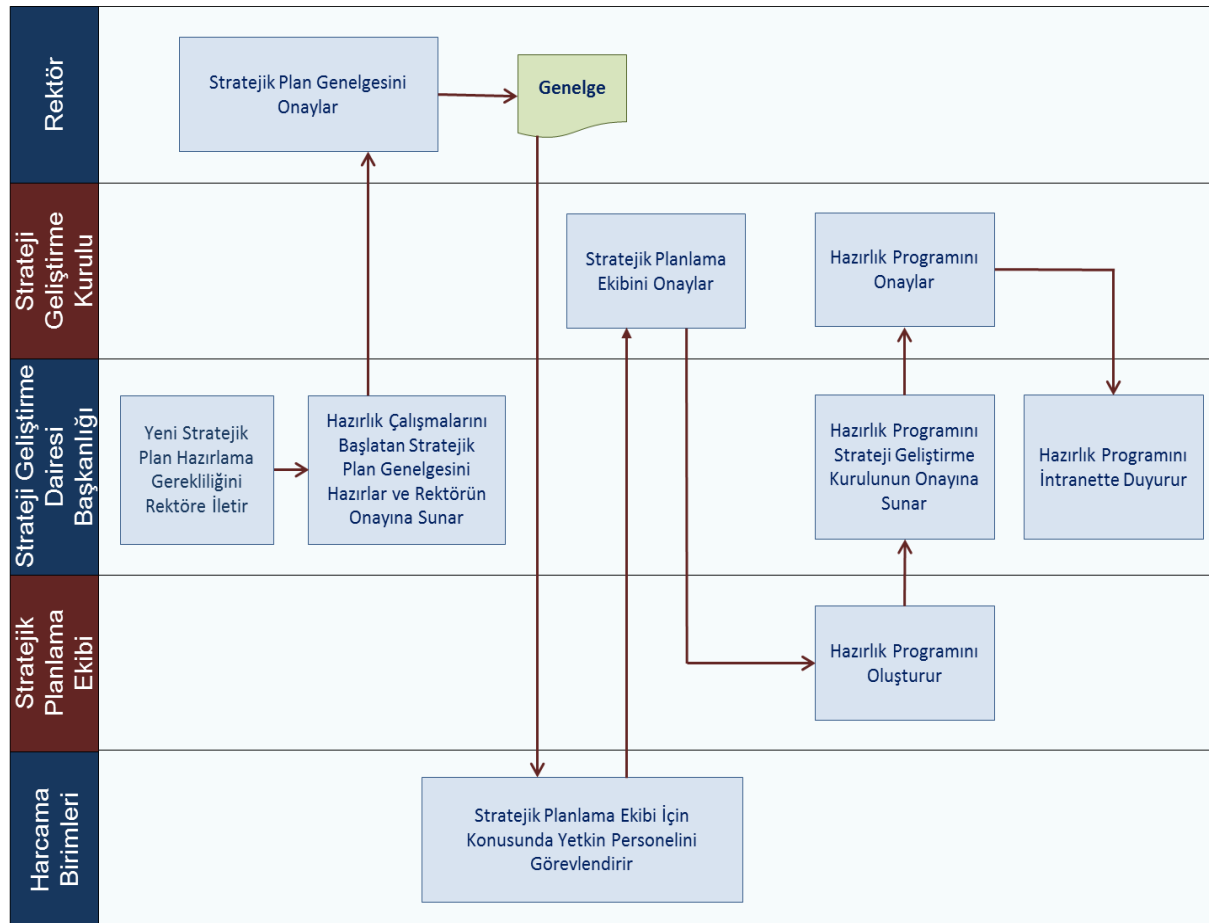 Rektör
Stratejik Plan Genelgesini
Onaylar
Genelge
Strateji
Geliştirme
Kurulu
Stratejik Planlama
Ekibini Onaylar
Hazırlık Programını
Onaylar
Strateji Geliştirme
Dairesi
Başkanlığı
Yeni Stratejik
Plan Hazırlama
Gerekliliğini
Rektöre İletir
Hazırlık Çalışmalarını
Başlatan Stratejik
Plan Genelgesini
Hazırlar ve Rektörün
Onayına Sunar
Hazırlık Programını
Strateji Geliştirme
Kurulunun Onayına
Sunar
Hazırlık Programını
İntranette Duyurur
Stratejik
Planlama
Ekibi
Hazırlık Programını
Oluşturur
Harcama
Birimleri
Stratejik Planlama Ekibi İçin
Konusunda Yetkin Personelini
Görevlendirir